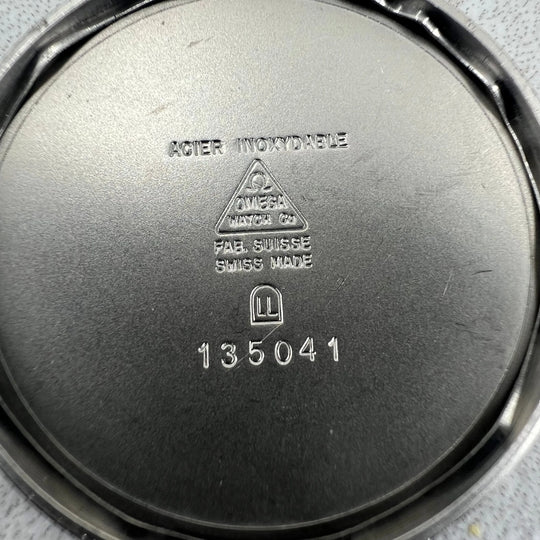 ACIER INOXYDABLE
Ω
OMEGA
WATCH Co
FAB. SUISSE
SWISS MADE
135041